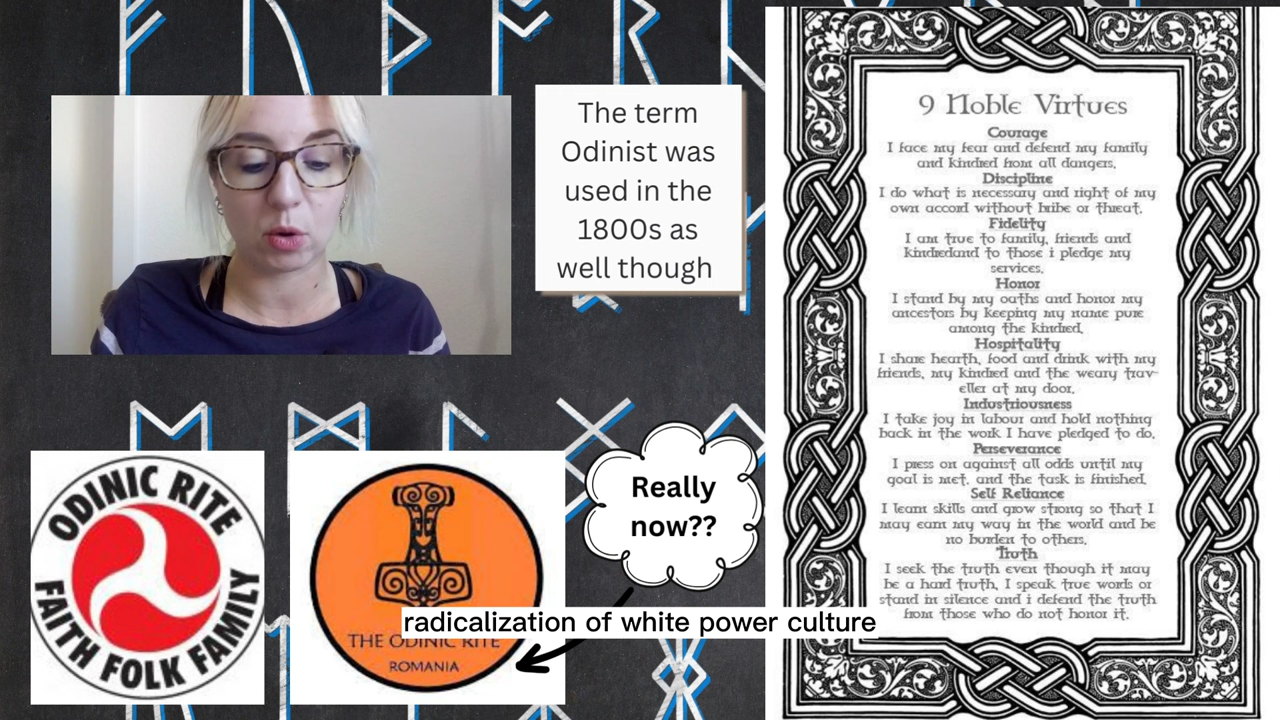 The term
Odinist was
used in the
1800s as
well though
9 Noble Virtues
Courage
I face my fear and defend my family
and kindred from all dangers.
Discipline
I do what is necessary and right of my
own accord without bribe or threat.
Fidelity
I am true to family, friends and
kindredand to those i pledge my
services.
Honor
I stand by my oaths and honor my
ancestors by keeping my name pure
among the kindred.
Hospitality
I share hearth, food and drink with my
friends, my kindred and the weary trav-
eller at my door.
Industriousness
I take joy in labour and hold nothing
back in the work I have pledged to do.
Perseverance
I press on against all odds until my
goal is met, and the task is finished.
Self Reliance
I learn skills and grow strong so that I
may earn my way in the world and be
no burden to others.
Truth
I seek the truth even though it may
be a hard truth, I speak true words or
stand in silence and i defend the truth
from those who do not honor it.
ODINIC RITE
FAITH FOLK FAMILY
THE ODINIC RITE
ROMANIA
Really
now??
radicalization of white power culture